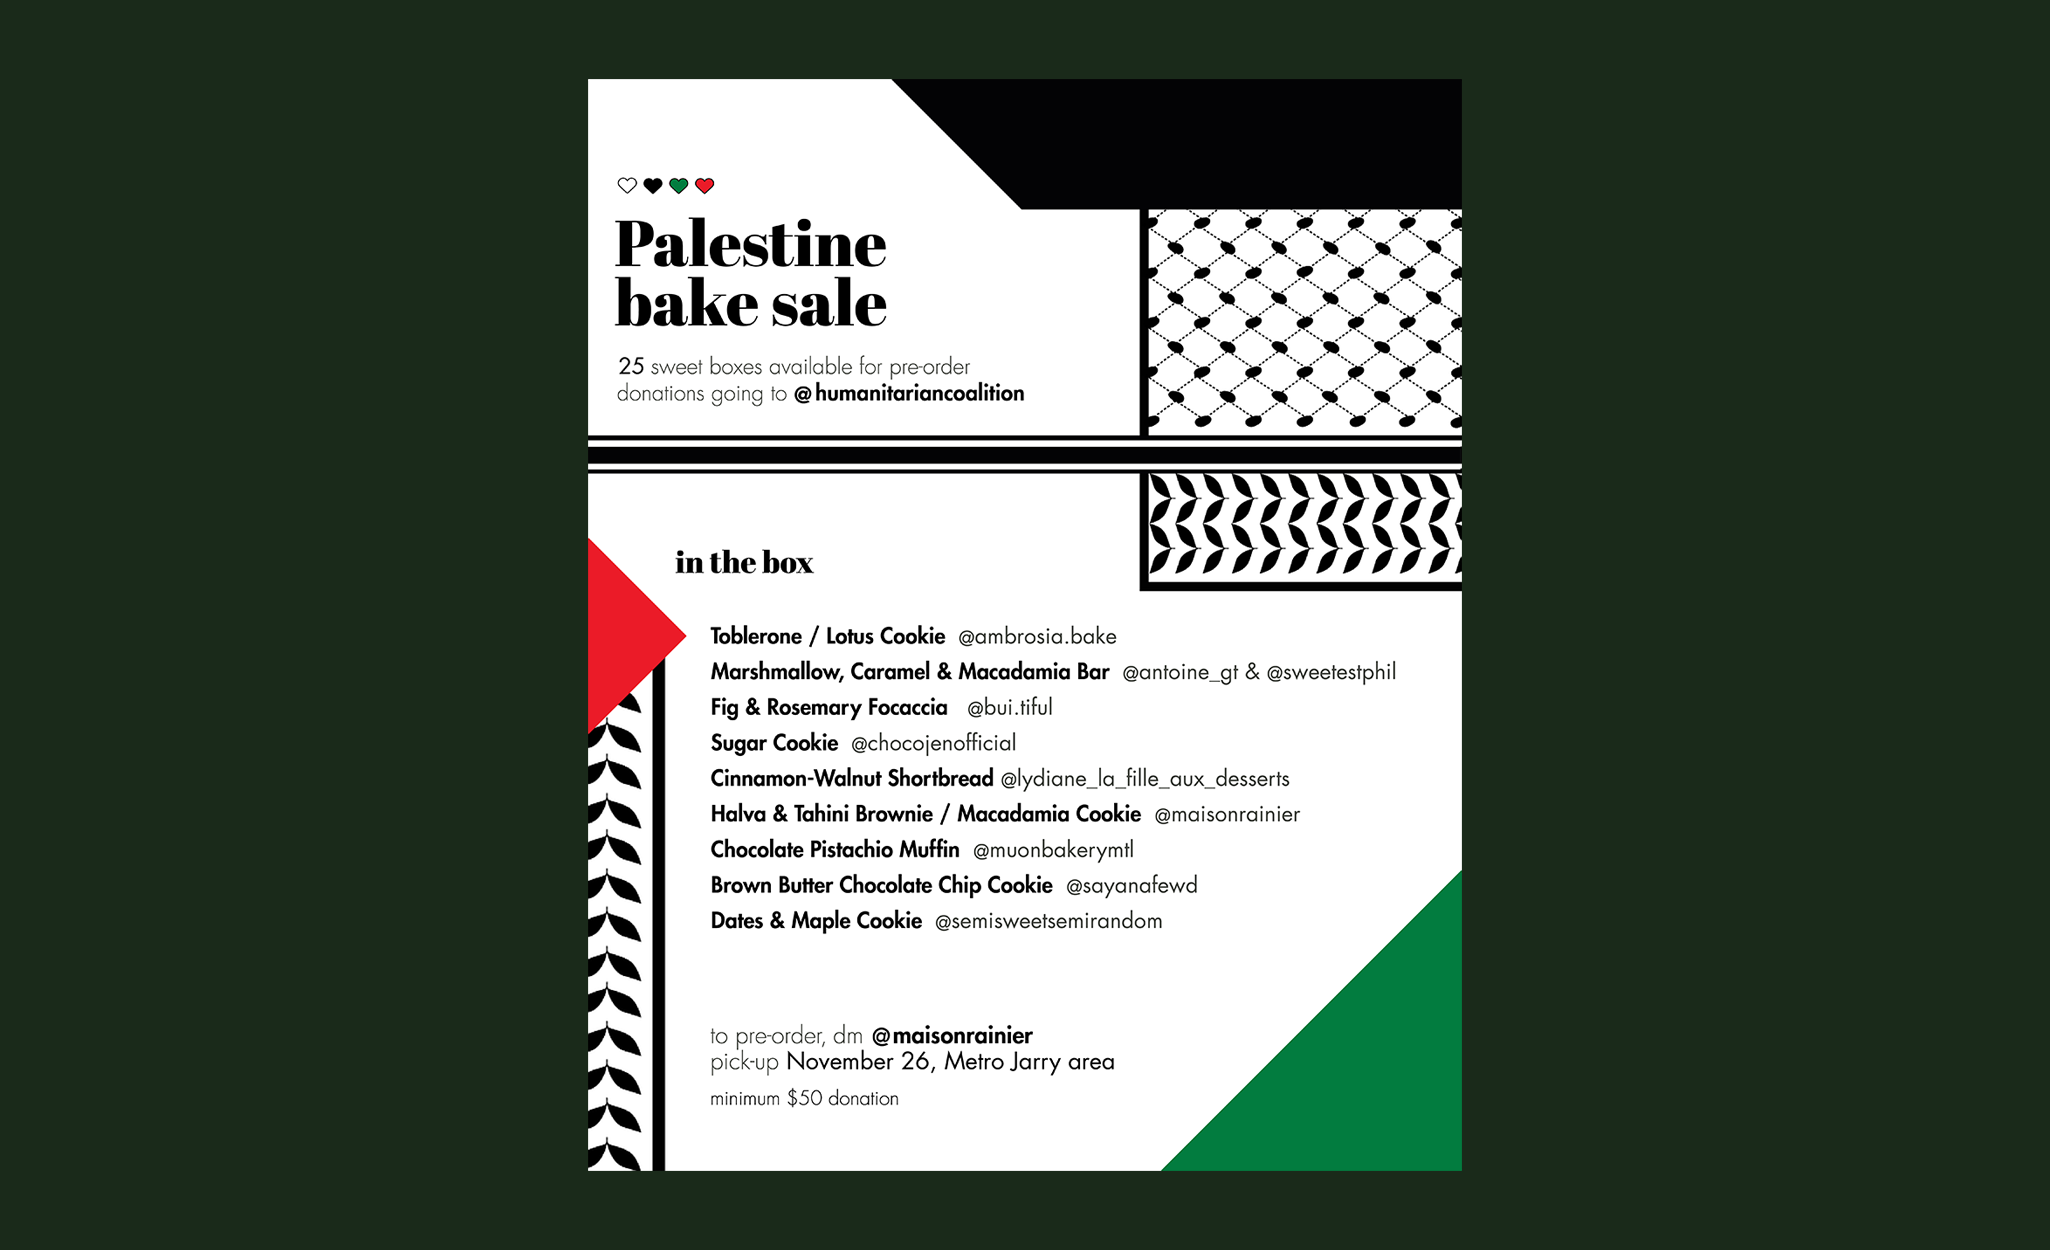 Palestine
bake sale
25 sweet boxes available for pre-order
donations going to @humanitariancoalition
in the box
Toblerone / Lotus Cookie @ambrosia.bake
Marshmallow, Caramel & Macadamia Bar @antoine_gt & @sweetestphil
Fig & Rosemary Focaccia @bui.tiful
Sugar Cookie @chocojenofficial
Cinnamon-Walnut Shortbread @lydiane_la_fille_aux_desserts
Halva & Tahini Brownie / Macadamia Cookie @maisonrainier
Chocolate Pistachio Muffin @muonbakerymtl
Brown Butter Chocolate Chip Cookie @sayanafewd
Dates & Maple Cookie @semisweetsemirandom
to pre-order, dm @maisonrainier
pick-up November 26, Metro Jarry area
minimum $50 donation